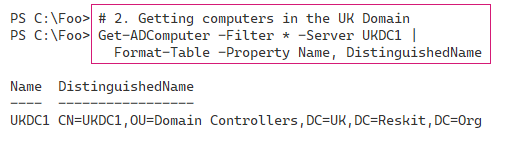 PS C:\Foo> # 2. Getting computers in the UK Domain
PS C:\Foo> Get-ADComputer -Filter * -Server UKDC1 |
Format-Table -Property Name, DistinguishedName
Name DistinguishedName
---- -----------------
UKDC1 CN=UKDC1,OU=Domain Controllers,DC=UK,DC=Reskit,DC=Org